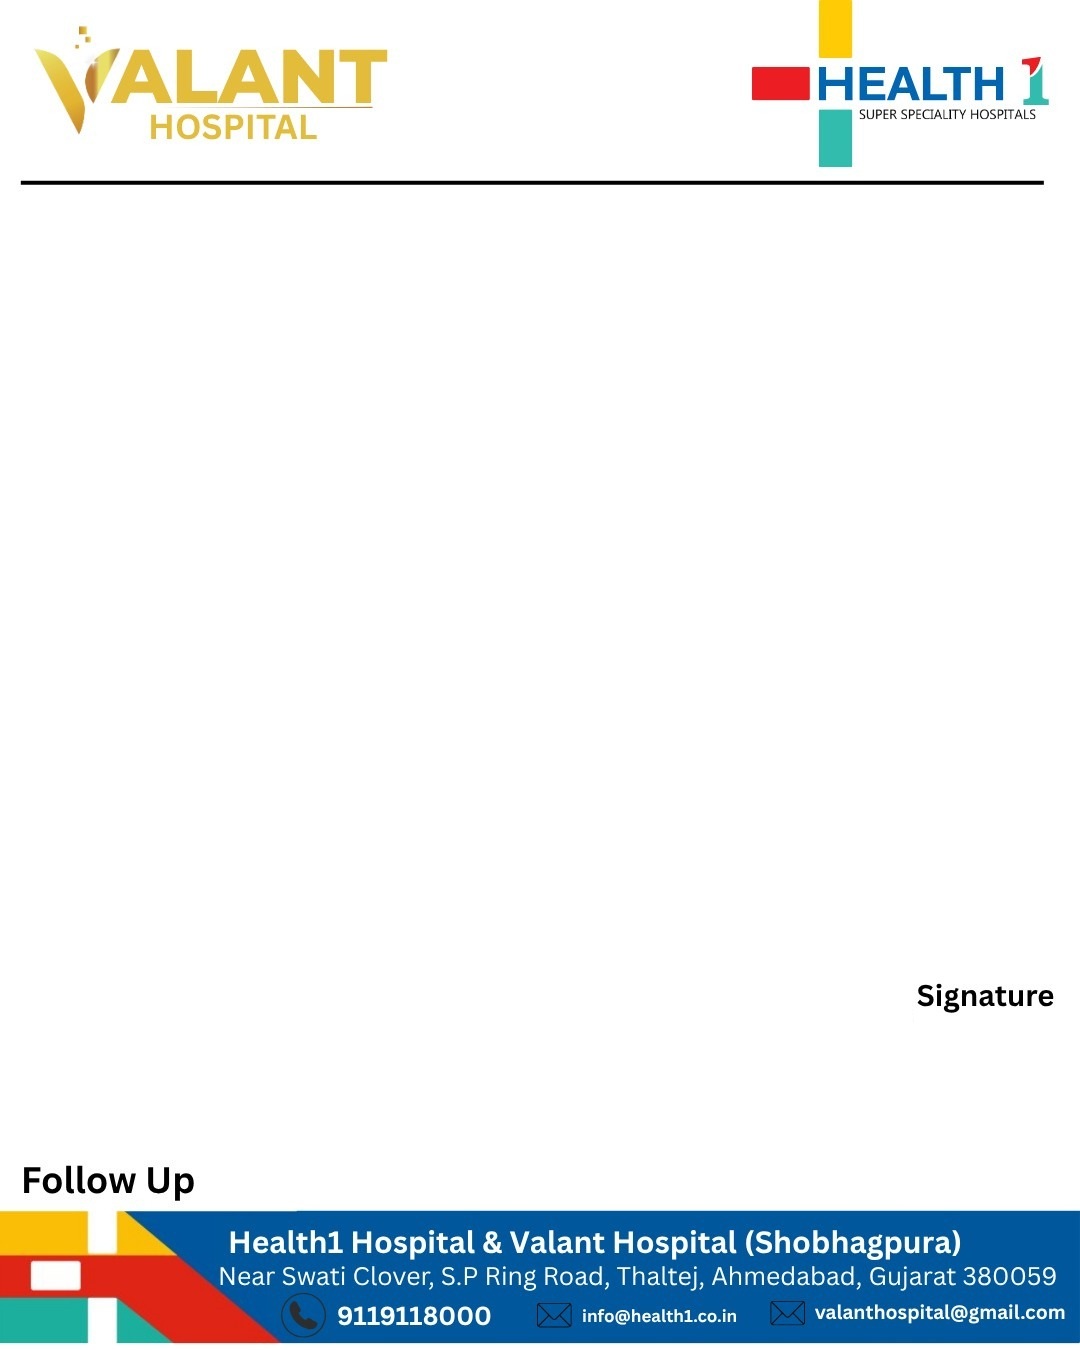 VALANT
HOSPITAL
HEALTH 1
SUPER SPECIALITY HOSPITALS
Signature
Follow Up
Health1 Hospital & Valant Hospital (Shobhagpura)
Near Swati Clover, S.P Ring Road, Thaltej, Ahmedabad, Gujarat 380059
9119118000 info@health1.co.in valanthospital@gmail.com